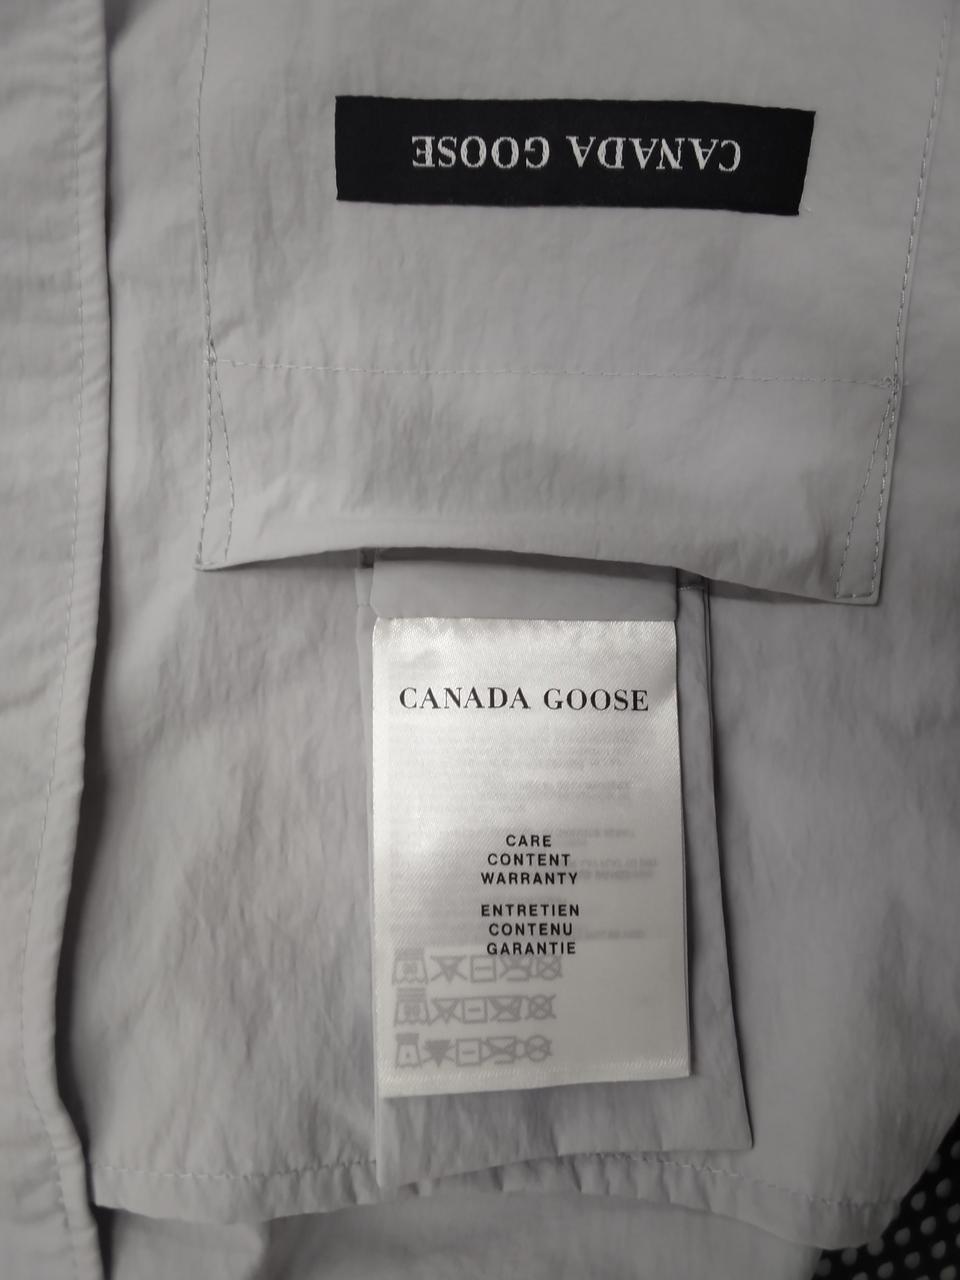 CANADA GOOSE
CANADA GOOSE
CARE
CONTENT
WARRANTY
ENTRETIEN
CONTENU
GARANTIE